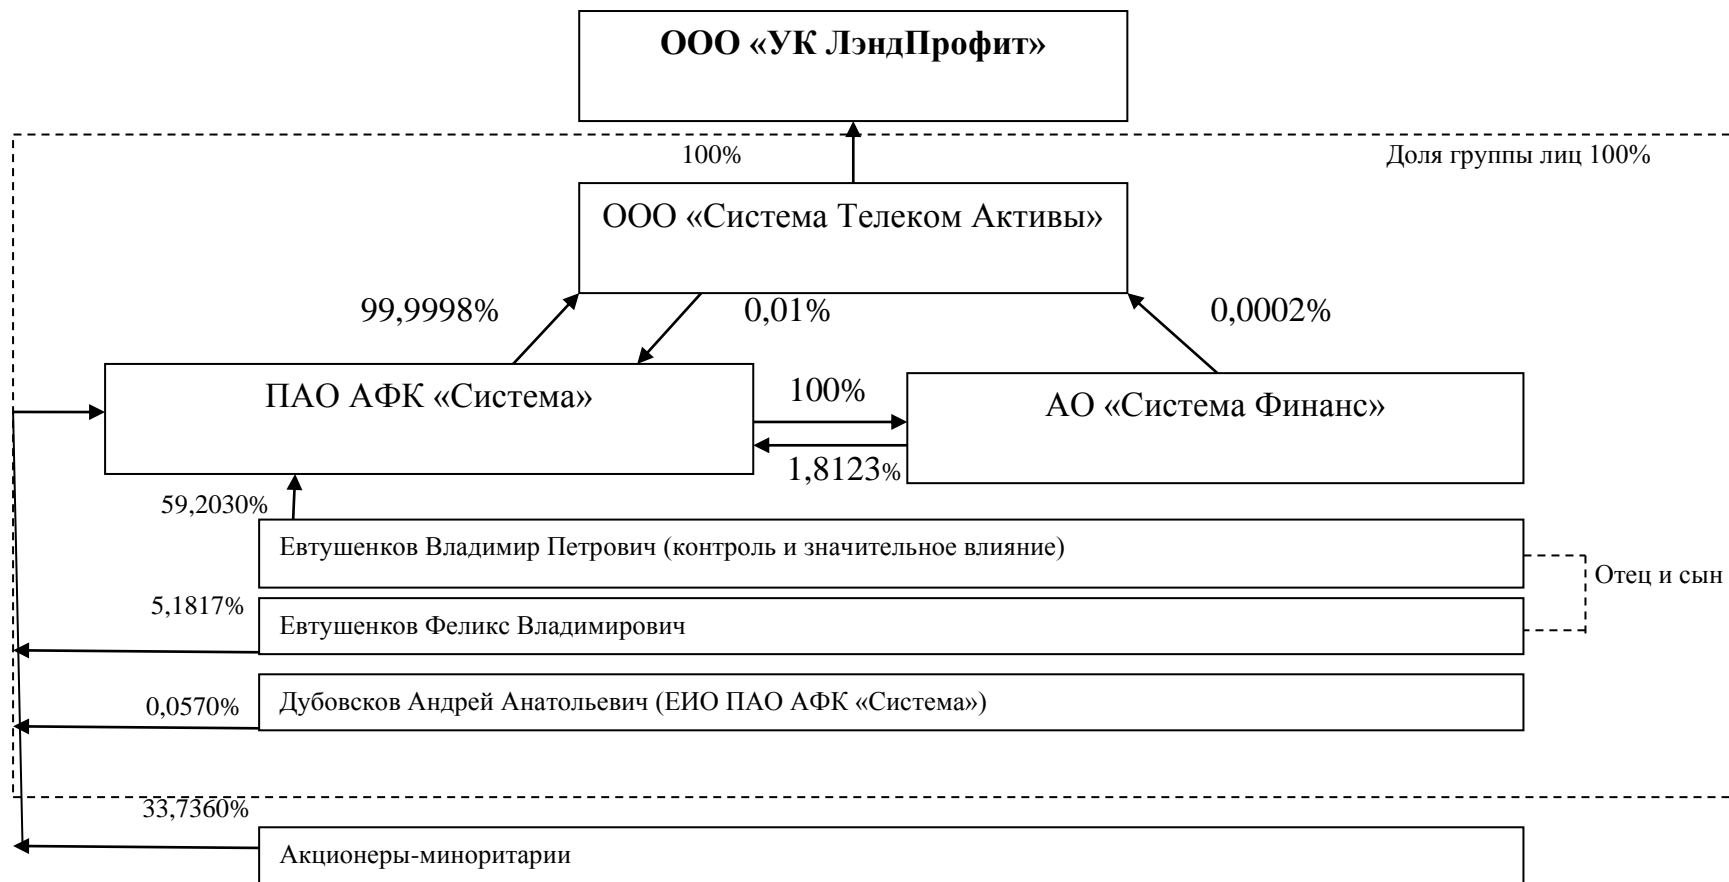 ООО «УК ЛэндПрофит»
100%
Доля группы лиц 100%
ООО «Система Телеком Активы»
99,9998%
0,01%
0,0002%
ПАО АФК «Система»
100%
АО «Система Финанс»
1,8123%
59,2030%
Евтушенков Владимир Петрович (контроль и значительное влияние)
Отец и сын
5,1817%
Евтушенков Феликс Владимирович
0,0570%
Дубовсков Андрей Анатольевич (ЕИО ПАО АФК «Система»)
33,7360%
Акционеры-миноритарии